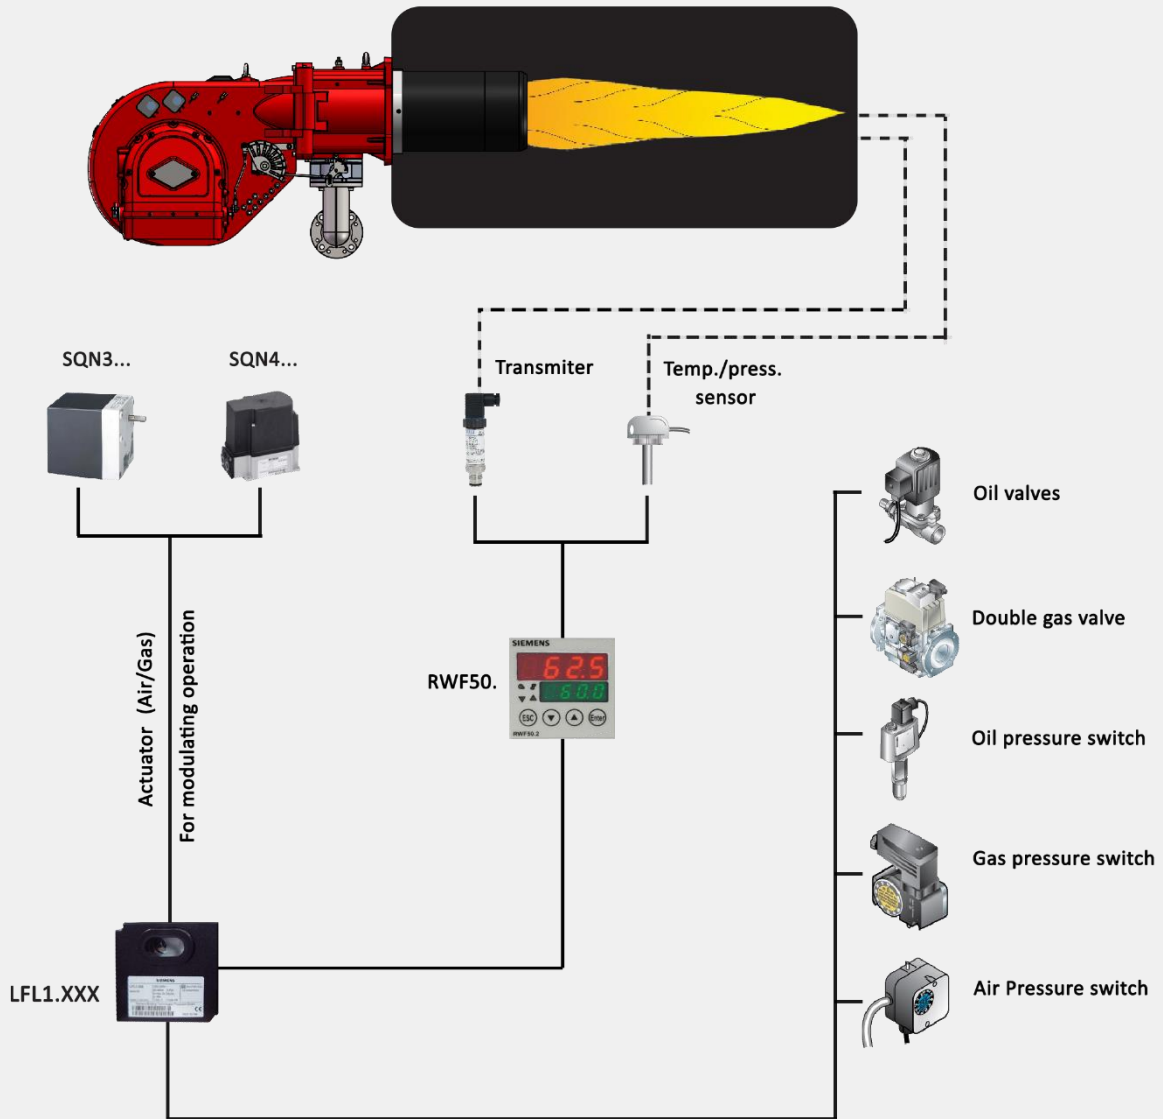 SQN3...
SQN4...
Transmiter
Temp./press.
sensor
Oil valves
Double gas valve
Actuator (Air/Gas)
For modulating operation
SIEMENS
62.5
60.0
ESC
Enter
RWF50.2
RWF50.
Oil pressure switch
Gas pressure switch
LFL1.XXX
SIEMENS
Air Pressure switch